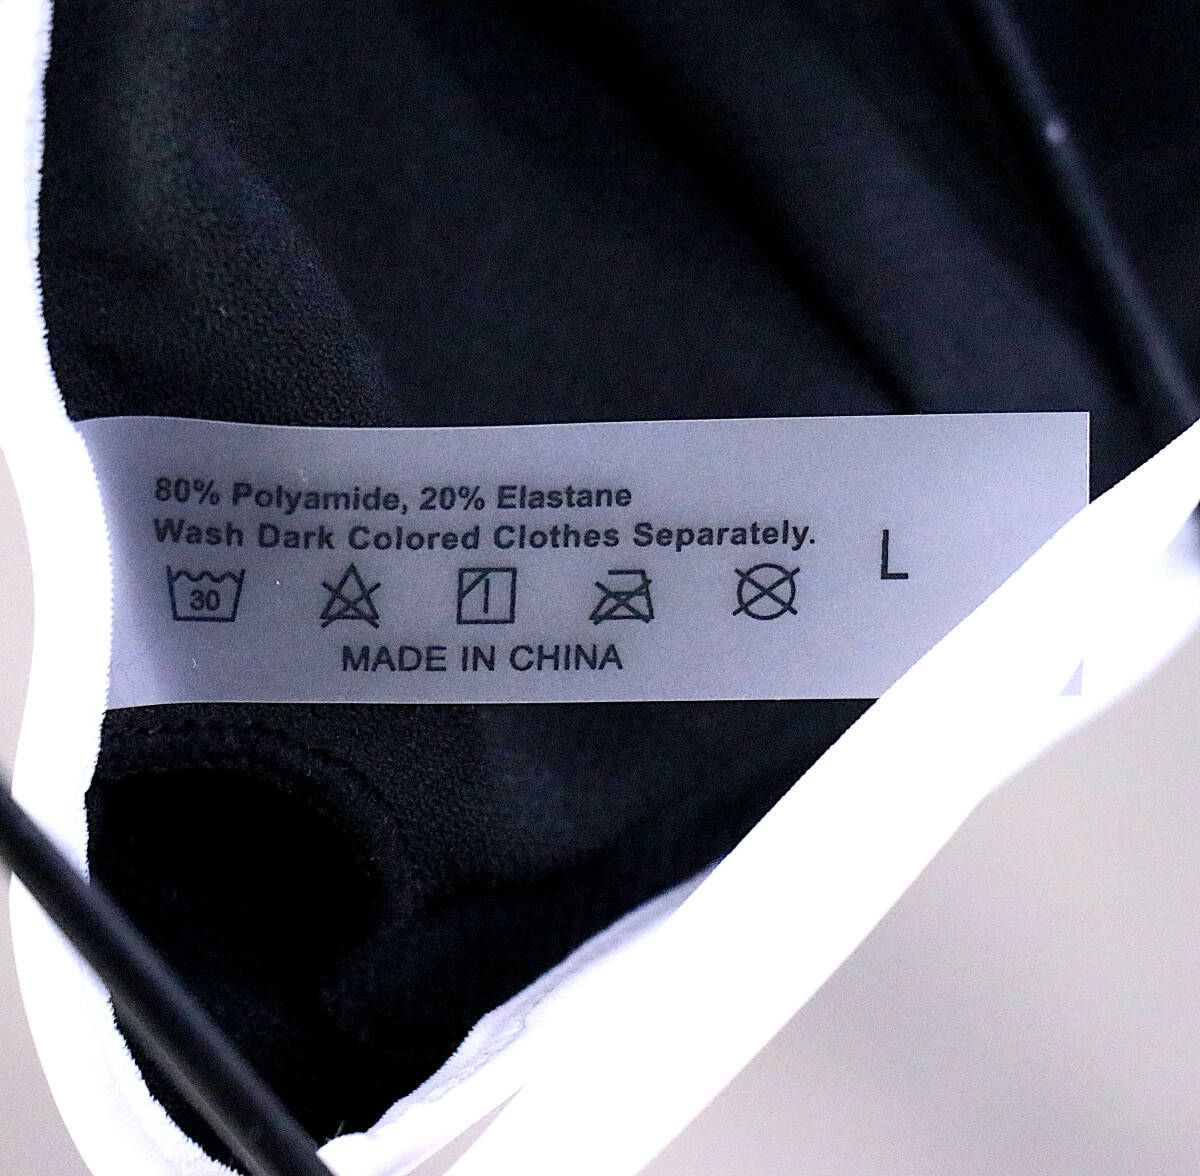 80% Polyamide, 20% Elastane
Wash Dark Colored Clothes Separately.
L
30
MADE IN CHINA